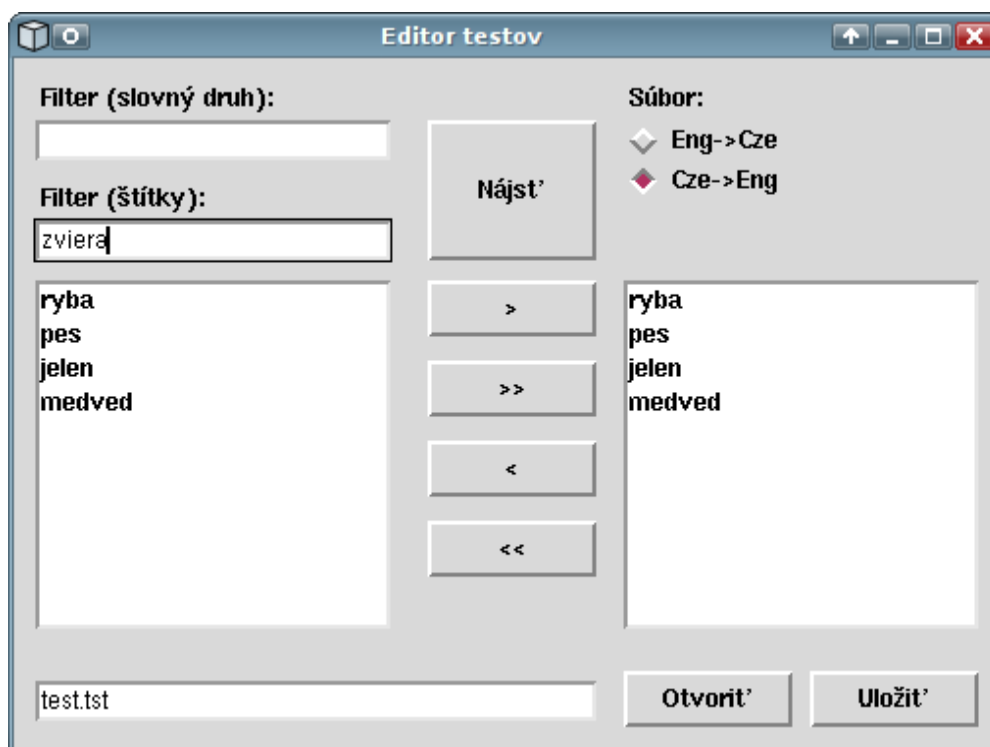 Editor testov
Filter (slovný druh):
Filter (štítky):
zviera
Nájsť
Súbor:
Eng->Cze
Cze->Eng
ryba
pes
jelen
medved
>
>>
<
<<
ryba
pes
jelen
medved
test.tst
Otvoriť
Uložiť